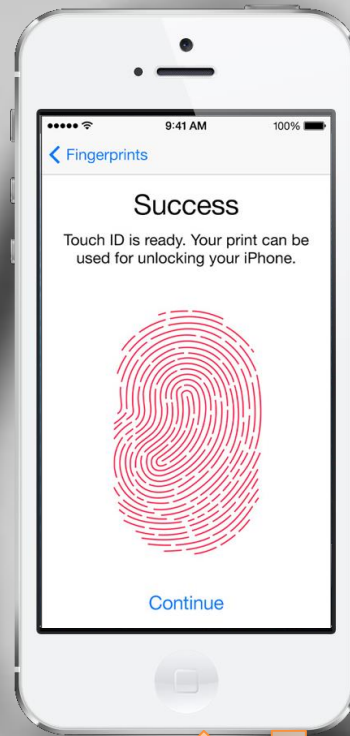 9:41 AM 100%
Fingerprints
Success
Touch ID is ready. Your print can be
used for unlocking your iPhone.
Continue